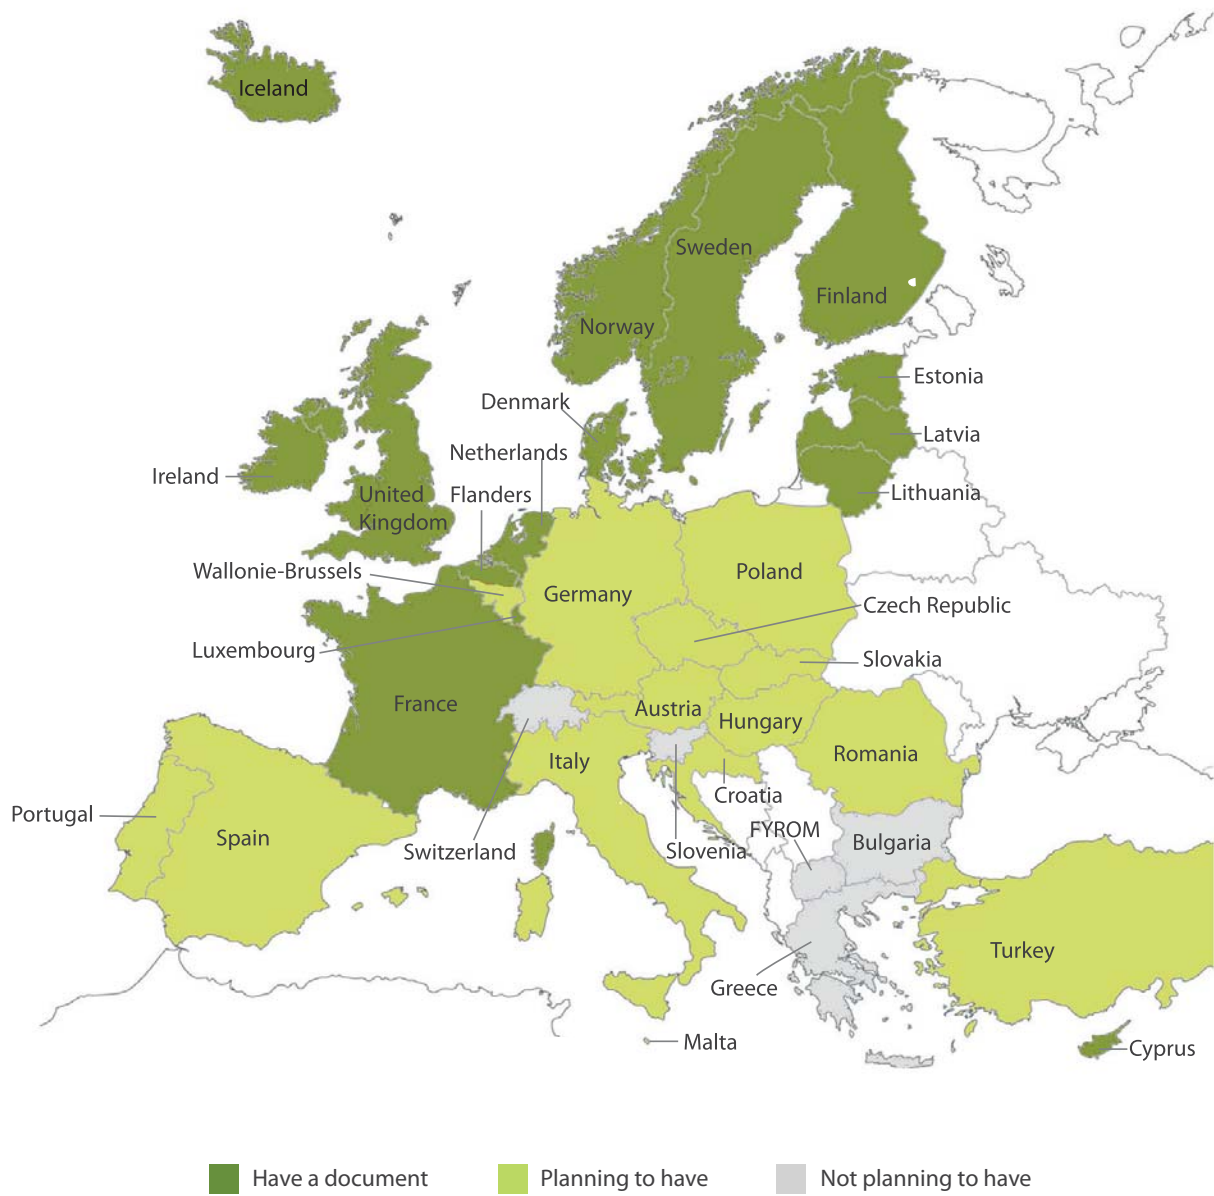 Iceland
Sweden
Finland
Norway
Estonia
Denmark
Latvia
Netherlands
Ireland
Flanders
United
Kingdom
Lithuania
Wallonie-Brussels
Poland
Germany
Czech Republic
Luxembourg
Slovakia
France
Austria
Hungary
Romania
Italy
Croatia
Portugal
FYROM
Spain
Bulgaria
Switzerland
Slovenia
Turkey
Greece
Malta
Cyprus
Have a document
Planning to have
Not planning to have